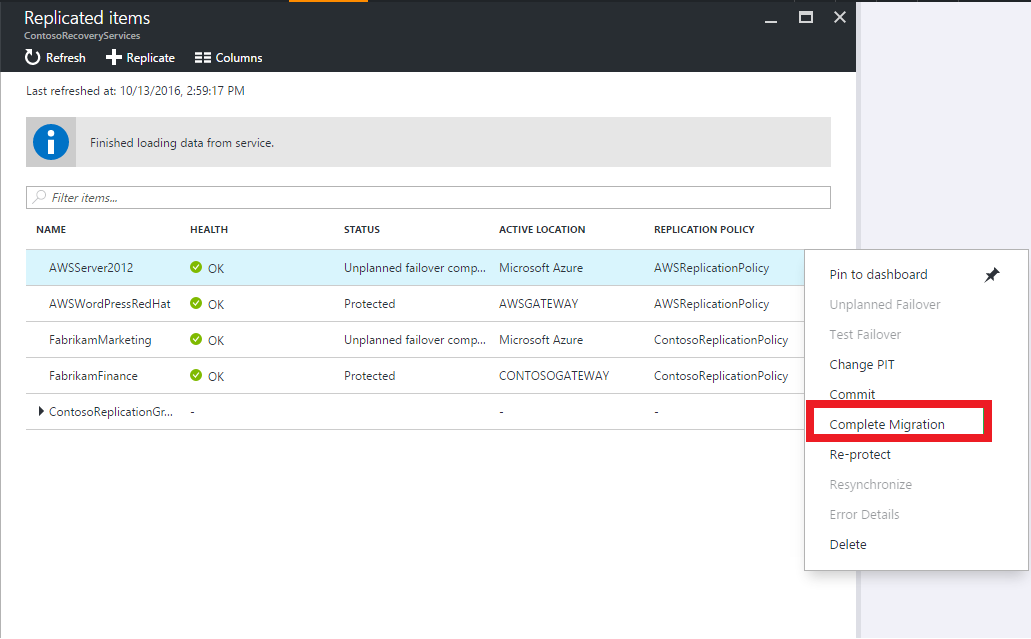 Replicated items
ContosoRecoveryServices
Refresh Replicate Columns
Last refreshed at: 10/13/2016, 2:59:17 PM
Finished loading data from service.
Filter items...
NAME HEALTH STATUS ACTIVE LOCATION REPLICATION POLICY
AWSServer2012 OK Unplanned failover comp... Microsoft Azure AWSReplicationPolicy
AWSWordPressRedHat OK Protected AWSGATEWAY AWSReplicationPolicy
FabrikamMarketing OK Unplanned failover comp... Microsoft Azure ContosoReplicationPolicy
FabrikamFinance OK Protected CONTOSOGATEWAY ContosoReplicationPolicy
ContosoReplicationGr... - - -
Pin to dashboard
Unplanned Failover
Test Failover
Change PIT
Commit
Complete Migration
Re-protect
Resynchronize
Error Details
Delete